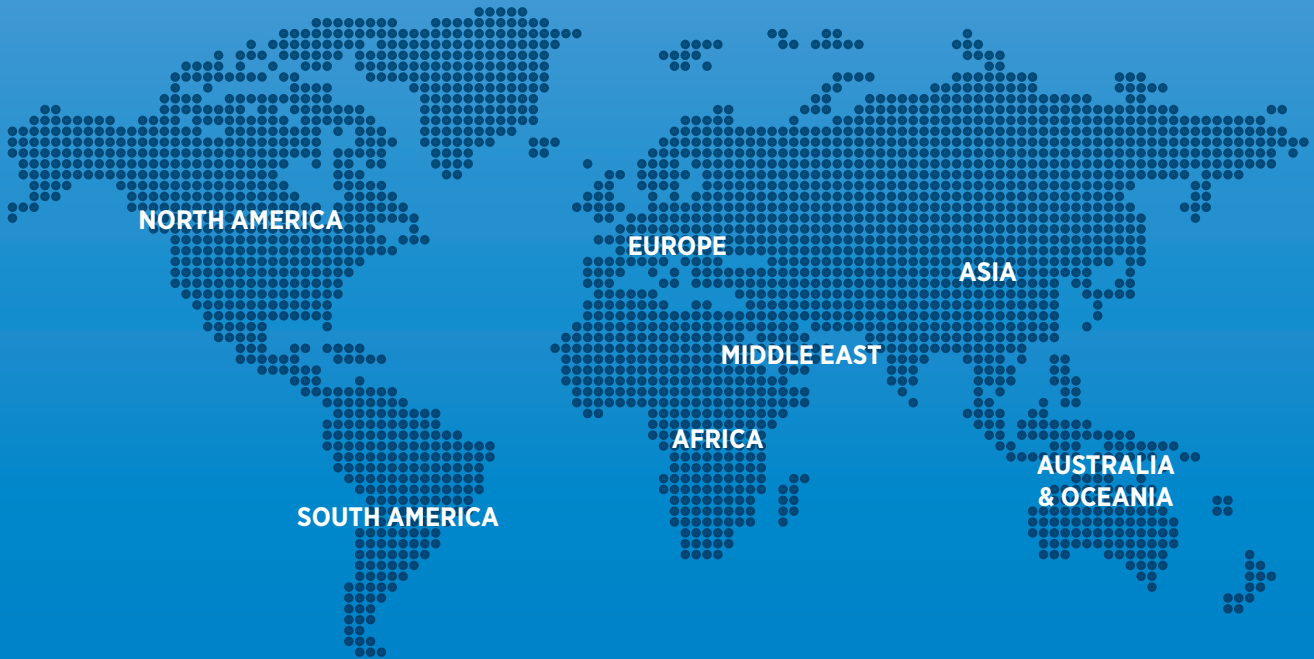 NORTH AMERICA
EUROPE
ASIA
MIDDLE EAST
AFRICA
AUSTRALIA
& OCEANIA
SOUTH AMERICA